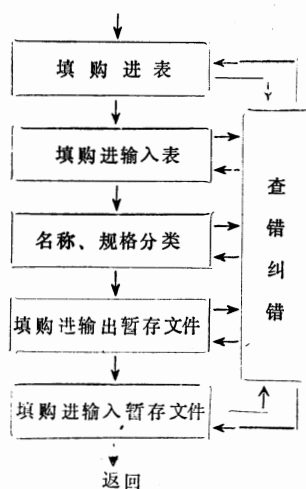 填购进表
填购进输入表
名称、规格分类
填购进输出暂存文件
填购进输入暂存文件
返回
查错纠错